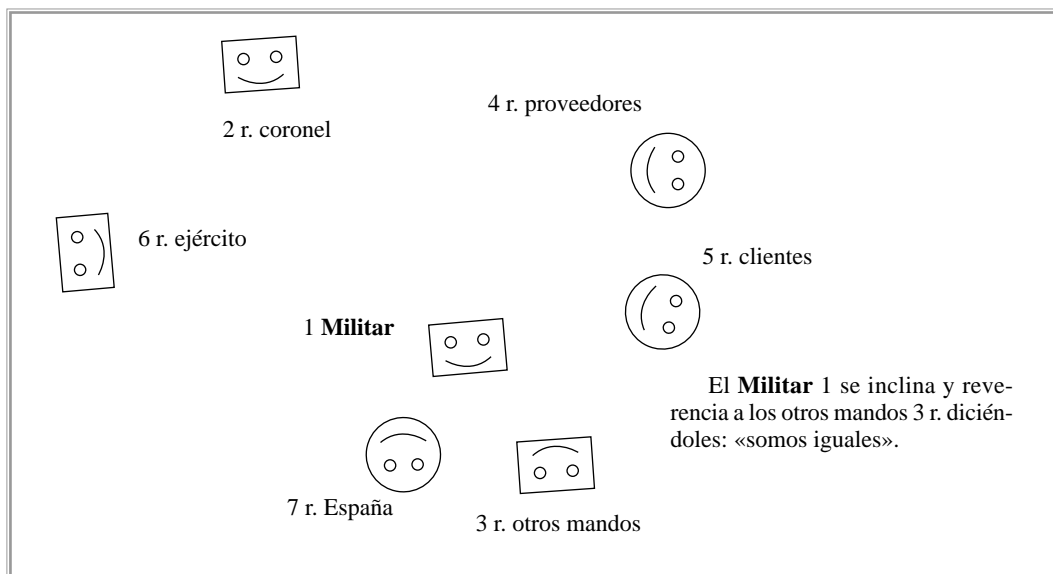 2 r. coronel
4 r. proveedores
6 r. ejército
5 r. clientes
1 Militar
El Militar 1 se inclina y reve-
rencia a los otros mandos 3 r. dicién-
doles: «somos iguales».
7 r. España
3 r. otros mandos